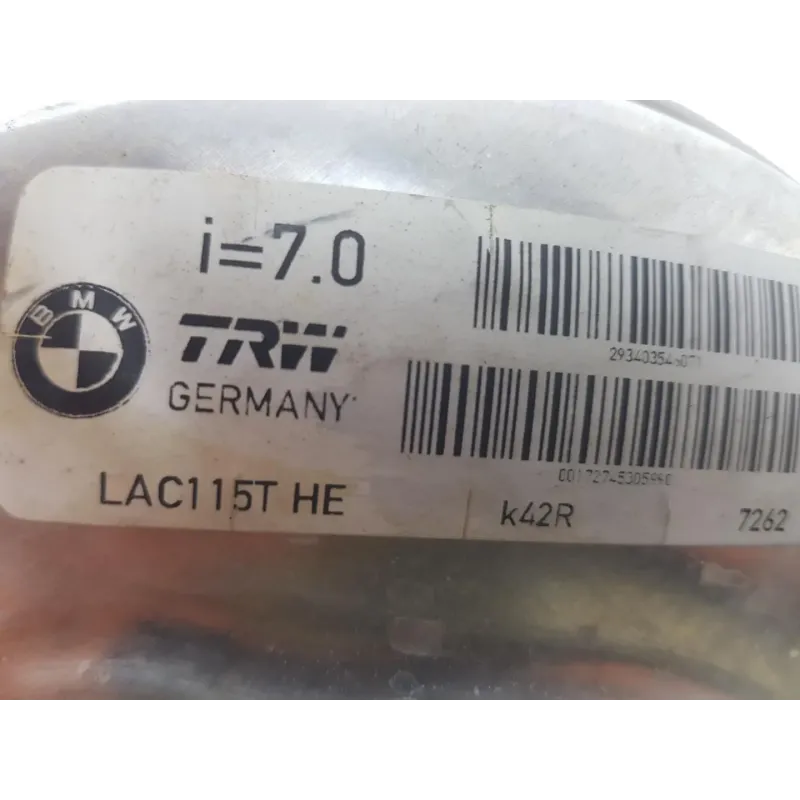 i=7.0
BMW
TRW
GERMANY
LAC115T HE
k42R
7262